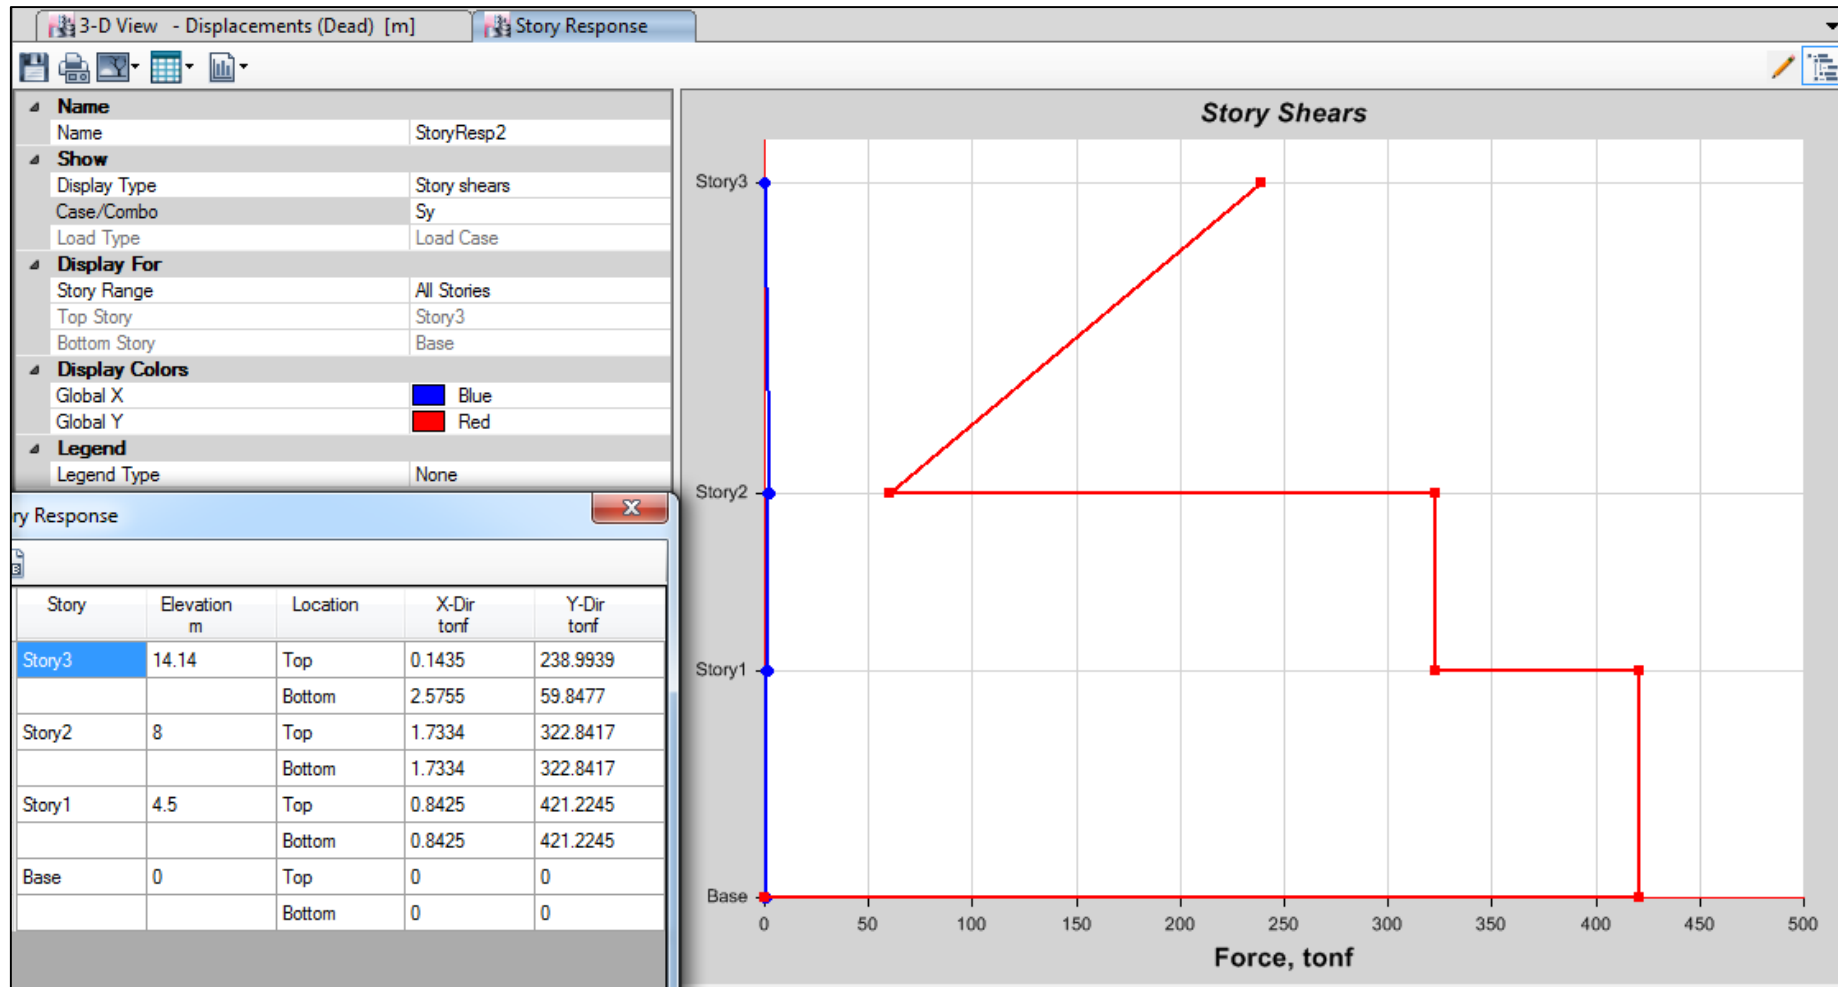 3-D View - Displacements (Dead) [m]
Story Response
Name
Name StoryResp2
Show
Display Type Story shears
Case/Combo Sy
Load Type Load Case
Display For
Story Range All Stories
Top Story Story3
Bottom Story Base
Display Colors
Global X Blue
Global Y Red
Legend
Legend Type None
ry Response
Story Elevation Location X-Dir Y-Dir
m tonf tonf
Story3 14.14 Top 0.1435 238.9939
Bottom 2.5755 59.8477
Story2 8 Top 1.7334 322.8417
Bottom 1.7334 322.8417
Story1 4.5 Top 0.8425 421.2245
Bottom 0.8425 421.2245
Base 0 Top 0 0
Bottom 0 0
Story Shears
Story3
Story2
Story1
Base
0 50 100 150 200 250 300 350 400 450 500
Force, tonf